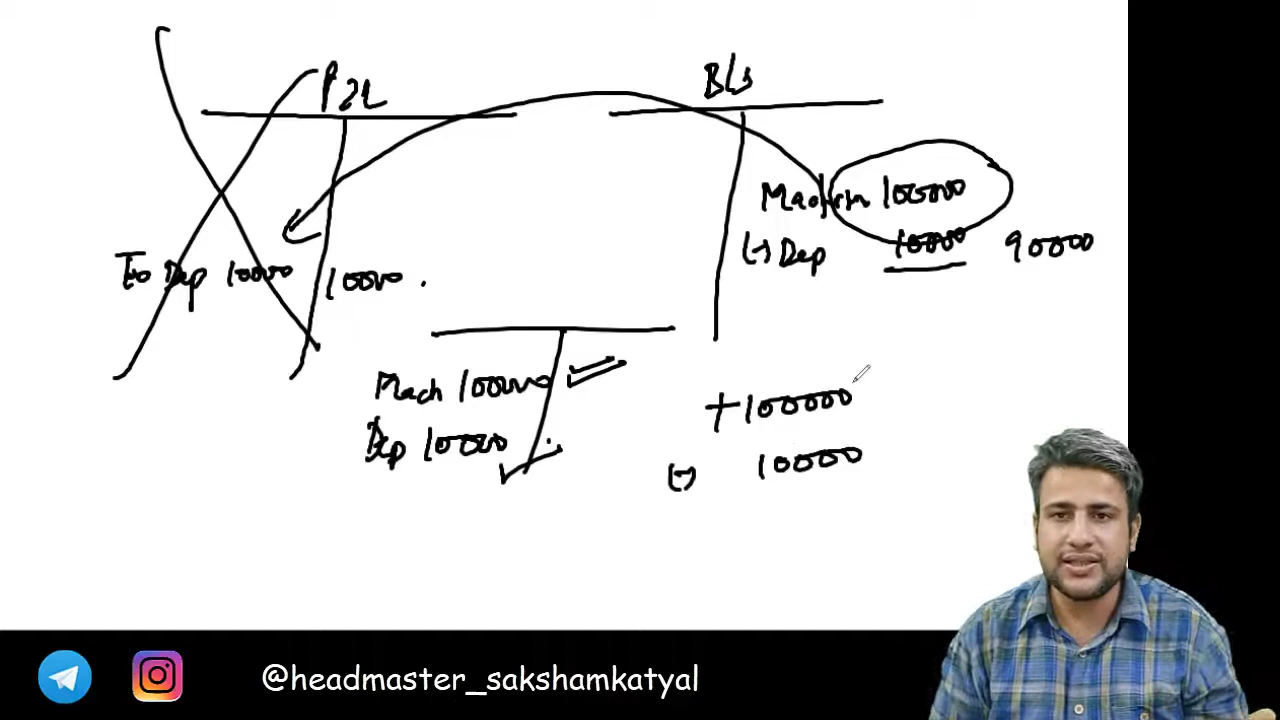 P&L
B/S
Machin 100000
(-) Dep 10000 90000
To Dep 10000 10000
Mach 100000
Dep 10000
+100000
(-) 10000
@headmaster_sakshamkatyal